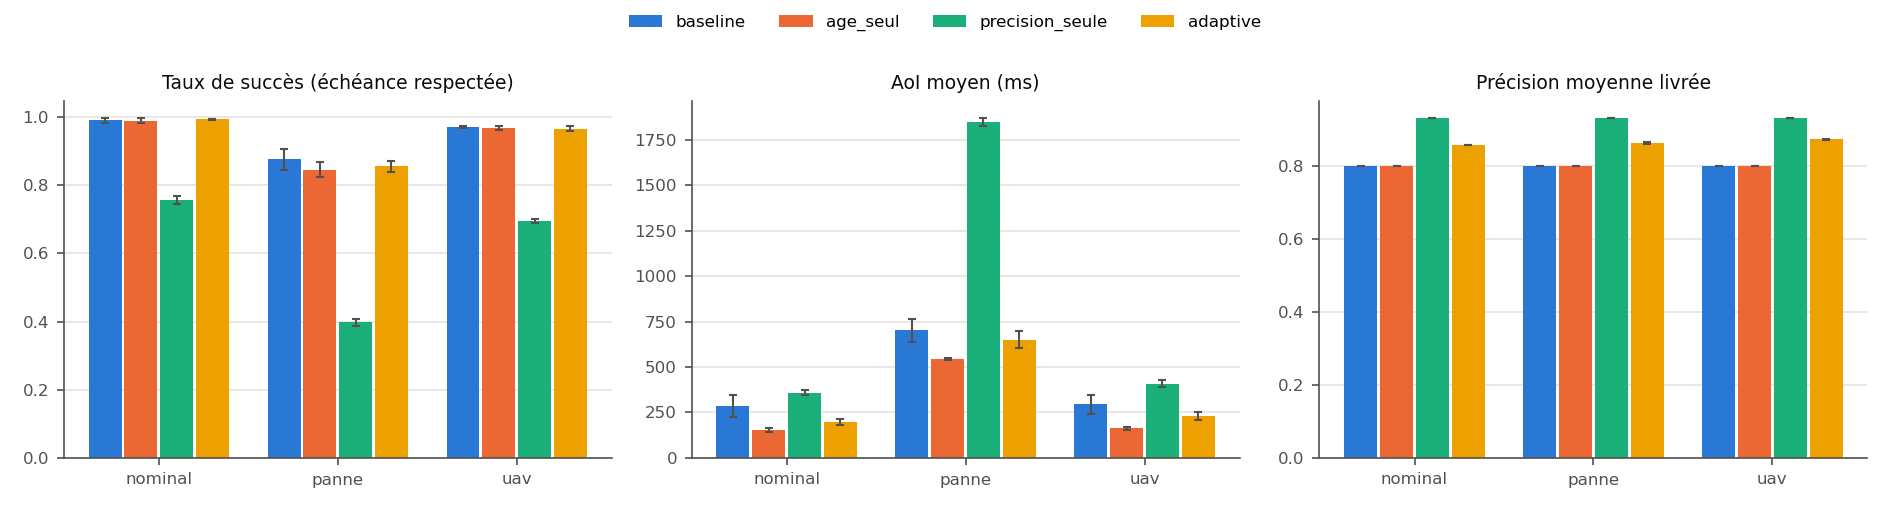 baseline age_seul precision_seule adaptive
Taux de succès (échéance respectée)
1.0
0.8
0.6
0.4
0.2
0.0
nominal panne uav
AoI moyen (ms)
1750
1500
1250
1000
750
500
250
0
nominal panne uav
Précision moyenne livrée
0.8
0.6
0.4
0.2
0.0
nominal panne uav